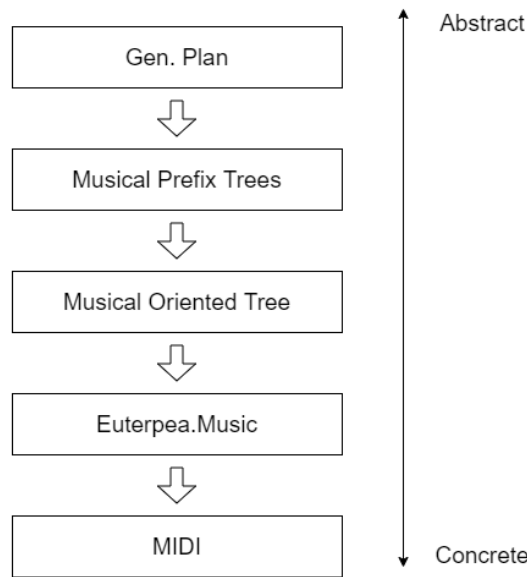 Abstract
Gen. Plan
Musical Prefix Trees
Musical Oriented Tree
Euterpea.Music
MIDI
Concrete